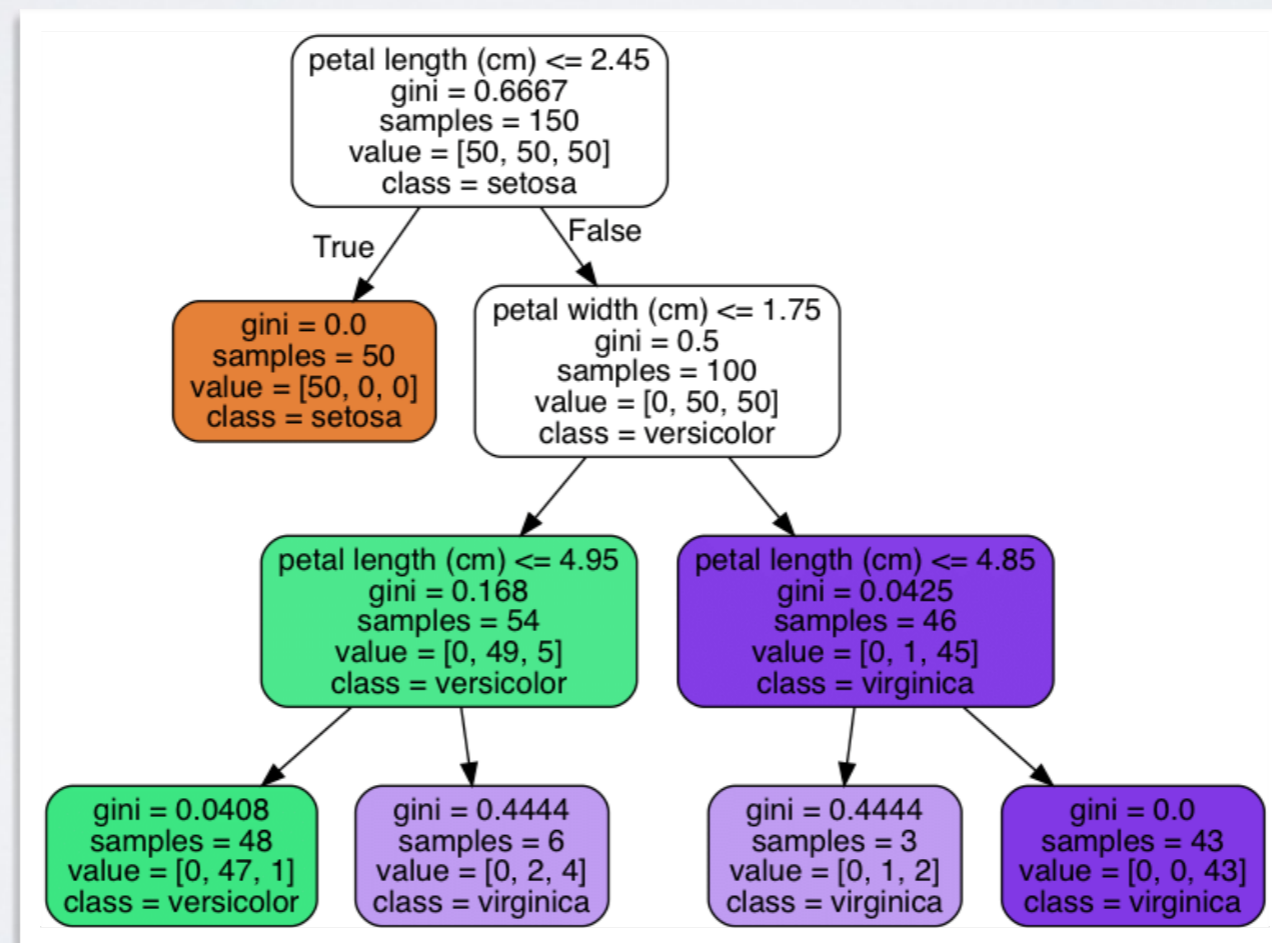 petal length (cm) <= 2.45
gini = 0.6667
samples = 150
value = [50, 50, 50]
class = setosa
True
False
gini = 0.0
samples = 50
value = [50, 0, 0]
class = setosa
petal width (cm) <= 1.75
gini = 0.5
samples = 100
value = [0, 50, 50]
class = versicolor
petal length (cm) <= 4.95
gini = 0.168
samples = 54
value = [0, 49, 5]
class = versicolor
petal length (cm) <= 4.85
gini = 0.0425
samples = 46
value = [0, 1, 45]
class = virginica
gini = 0.0408
samples = 48
value = [0, 47, 1]
class = versicolor
gini = 0.4444
samples = 6
value = [0, 2, 4]
class = virginica
gini = 0.4444
samples = 3
value = [0, 1, 2]
class = virginica
gini = 0.0
samples = 43
value = [0, 0, 43]
class = virginica